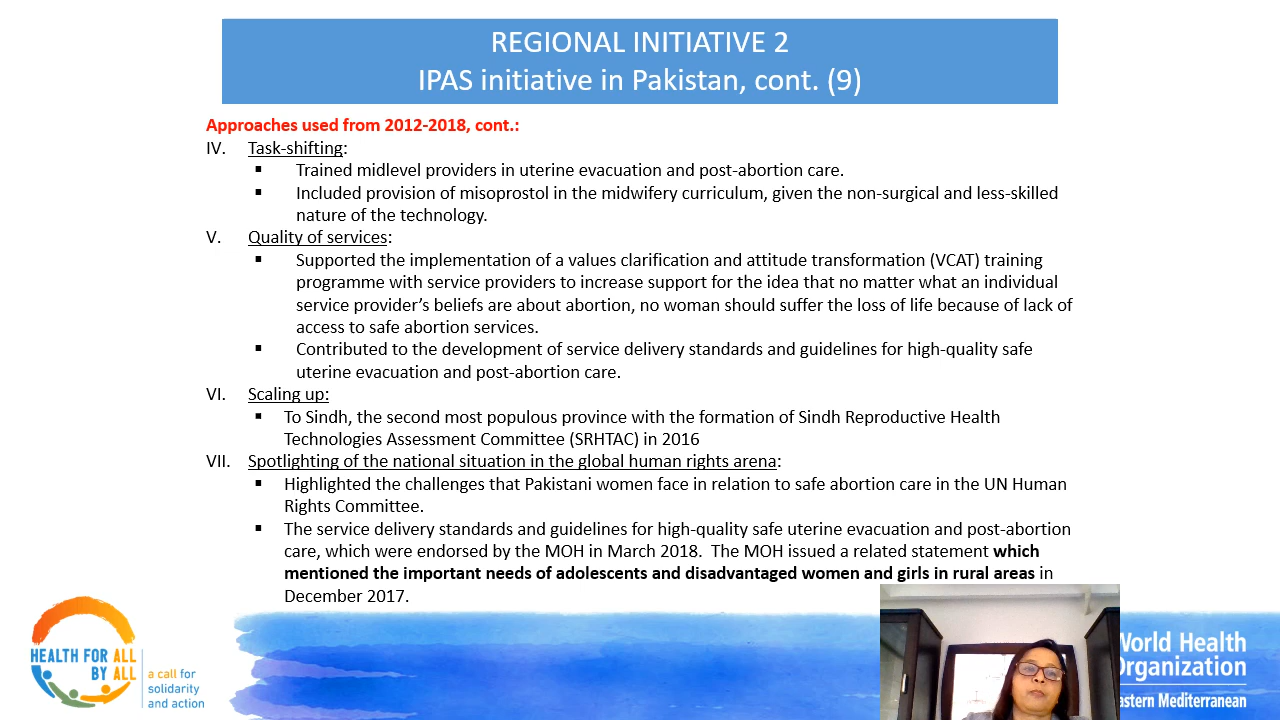 REGIONAL INITIATIVE 2
IPAS initiative in Pakistan, cont. (9)
Approaches used from 2012-2018, cont.:
IV. Task-shifting:
▪ Trained midlevel providers in uterine evacuation and post-abortion care.
▪ Included provision of misoprostol in the midwifery curriculum, given the non-surgical and less-skilled
nature of the technology.
V. Quality of services:
▪ Supported the implementation of a values clarification and attitude transformation (VCAT) training
programme with service providers to increase support for the idea that no matter what an individual
service provider's beliefs are about abortion, no woman should suffer the loss of life because of lack of
access to safe abortion services.
▪ Contributed to the development of service delivery standards and guidelines for high-quality safe
uterine evacuation and post-abortion care.
VI. Scaling up:
▪ To Sindh, the second most populous province with the formation of Sindh Reproductive Health
Technologies Assessment Committee (SRHTAC) in 2016
VII. Spotlighting of the national situation in the global human rights arena:
▪ Highlighted the challenges that Pakistani women face in relation to safe abortion care in the UN Human
Rights Committee.
▪ The service delivery standards and guidelines for high-quality safe uterine evacuation and post-abortion
care, which were endorsed by the MOH in March 2018. The MOH issued a related statement which
mentioned the important needs of adolescents and disadvantaged women and girls in rural areas in
December 2017.
HEALTH FOR ALL
BY ALL
a call for
solidarity
and action
World Health
Organization
astern Mediterranean